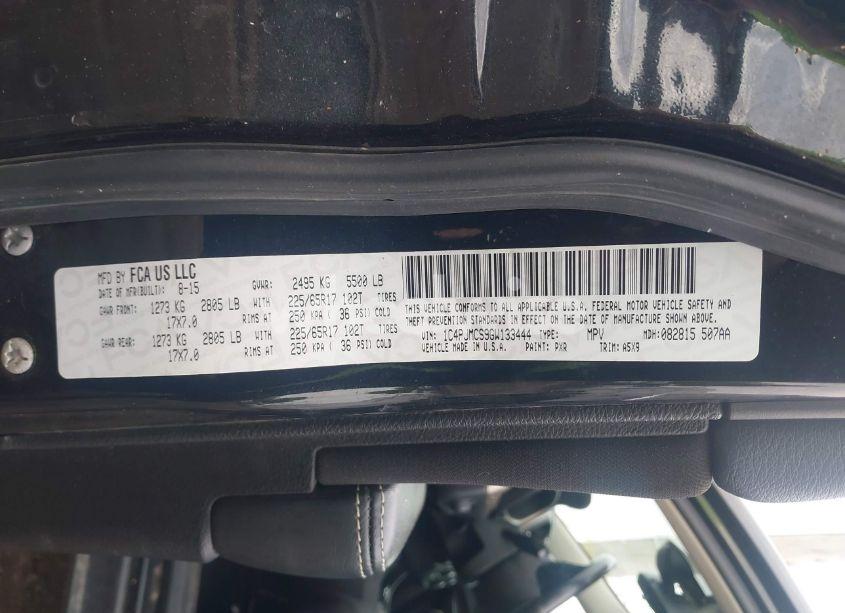 MFD BY FCA US LLC
DATE OF MFR(BUILT): 8-15 GVWR: 2495 KG 5500 LB
GAWR FRONT: 1273 KG 2805 LB WITH 225/65R17 102T TIRES
17X7.0 RIMS AT 250 KPA ( 36 PSI) COLD
GAWR REAR: 1273 KG 2805 LB WITH 225/65R17 102T TIRES
17X7.0 RIMS AT 250 KPA ( 36 PSI) COLD
THIS VEHICLE CONFORMS TO ALL APPLICABLE U.S.A. FEDERAL MOTOR VEHICLE SAFETY AND
THEFT PREVENTION STANDARDS IN EFFECT ON THE DATE OF MANUFACTURE SHOWN ABOVE.
VIN: 1C4PJMCS9GW133444 TYPE: MPV MDH: 082815 507AA
VEHICLE MADE IN U.S.A. PAINT: PXR TRIM: A5X9